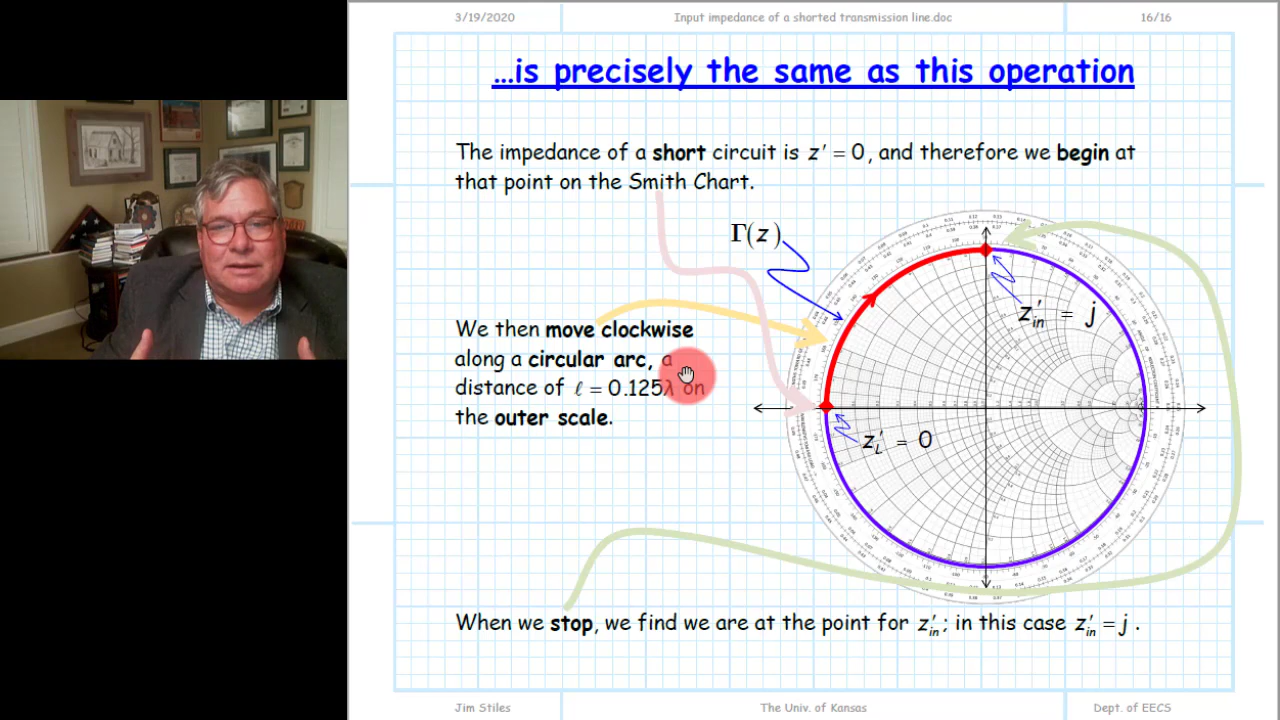 3/19/2020
Input impedance of a shorted transmission line.doc
16/16
…is precisely the same as this operation
The impedance of a short circuit is z′ = 0, and therefore we begin at
that point on the Smith Chart.
Γ(z)
z′in = j
We then move clockwise
along a circular arc, a
distance of ℓ = 0.125λ on
the outer scale.
z′L = 0
When we stop, we find we are at the point for z′in; in this case z′in = j .
Jim Stiles
The Univ. of Kansas
Dept. of EECS